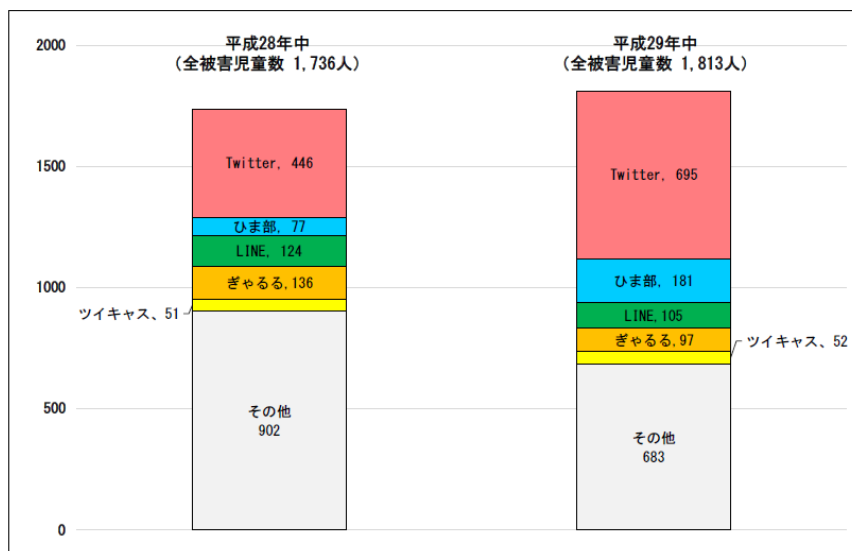 平成28年中
(全被害児童数 1,736人)
平成29年中
(全被害児童数 1,813人)
2000
1500
1000
500
0
Twitter, 446
ひま部, 77
LINE, 124
ぎゃるる,136
ツイキャス、51
その他
902
Twitter, 695
ひま部, 181
LINE,105
ぎゃるる,97
ツイキャス、52
その他
683